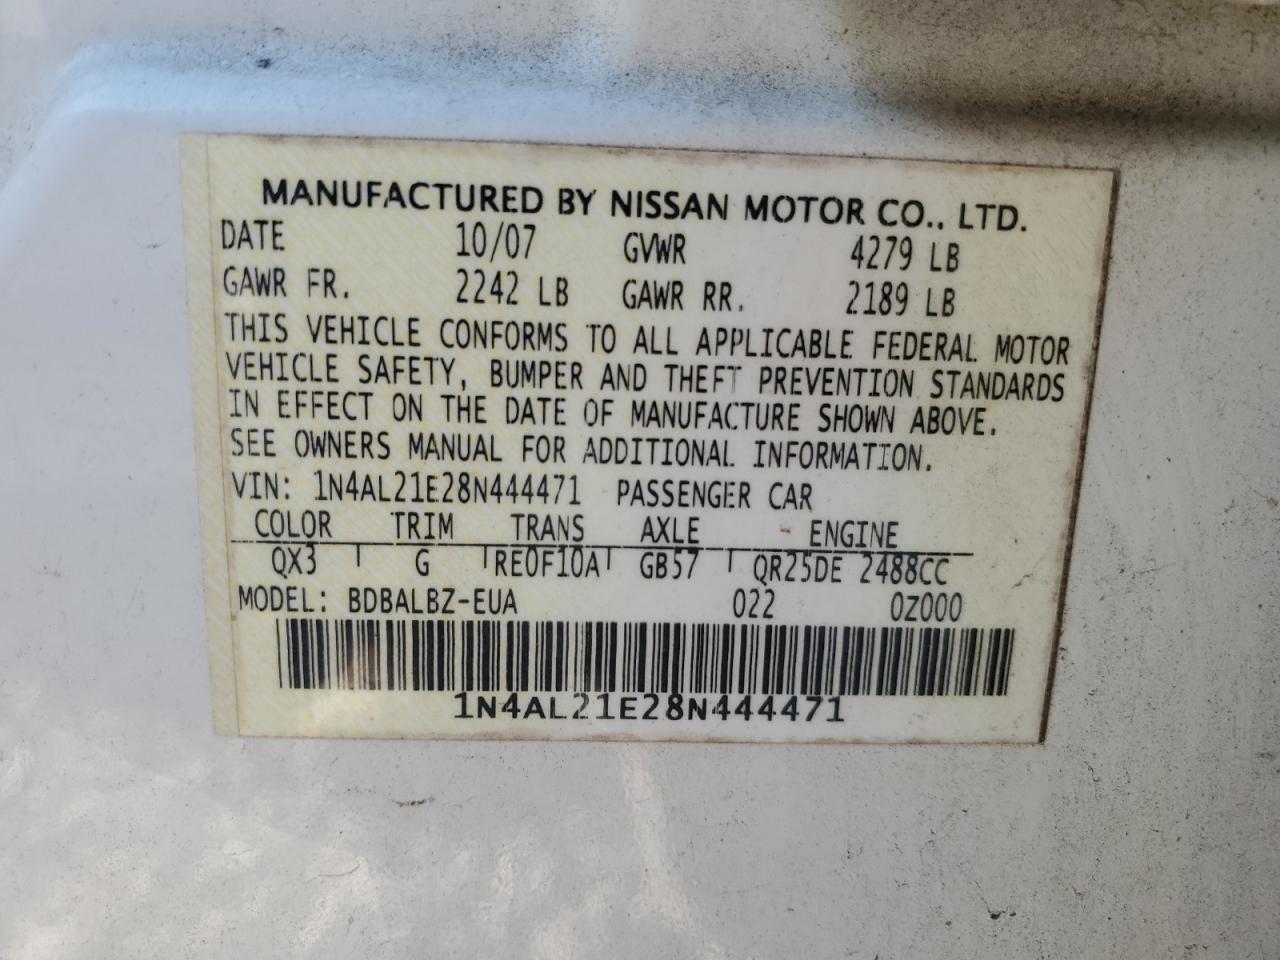 MANUFACTURED BY NISSAN MOTOR CO., LTD.
DATE 10/07 GVWR 4279 LB
GAWR FR. 2242 LB GAWR RR. 2189 LB
THIS VEHICLE CONFORMS TO ALL APPLICABLE FEDERAL MOTOR
VEHICLE SAFETY, BUMPER AND THEFT PREVENTION STANDARDS
IN EFFECT ON THE DATE OF MANUFACTURE SHOWN ABOVE.
SEE OWNERS MANUAL FOR ADDITIONAL INFORMATION.
VIN: 1N4AL21E28N444471 PASSENGER CAR
COLOR TRIM TRANS AXLE ENGINE
QX3 G RE0F10A GB57 QR25DE 2488CC
MODEL: BDBALBZ-EUA 022 0Z000
1N4AL21E28N444471